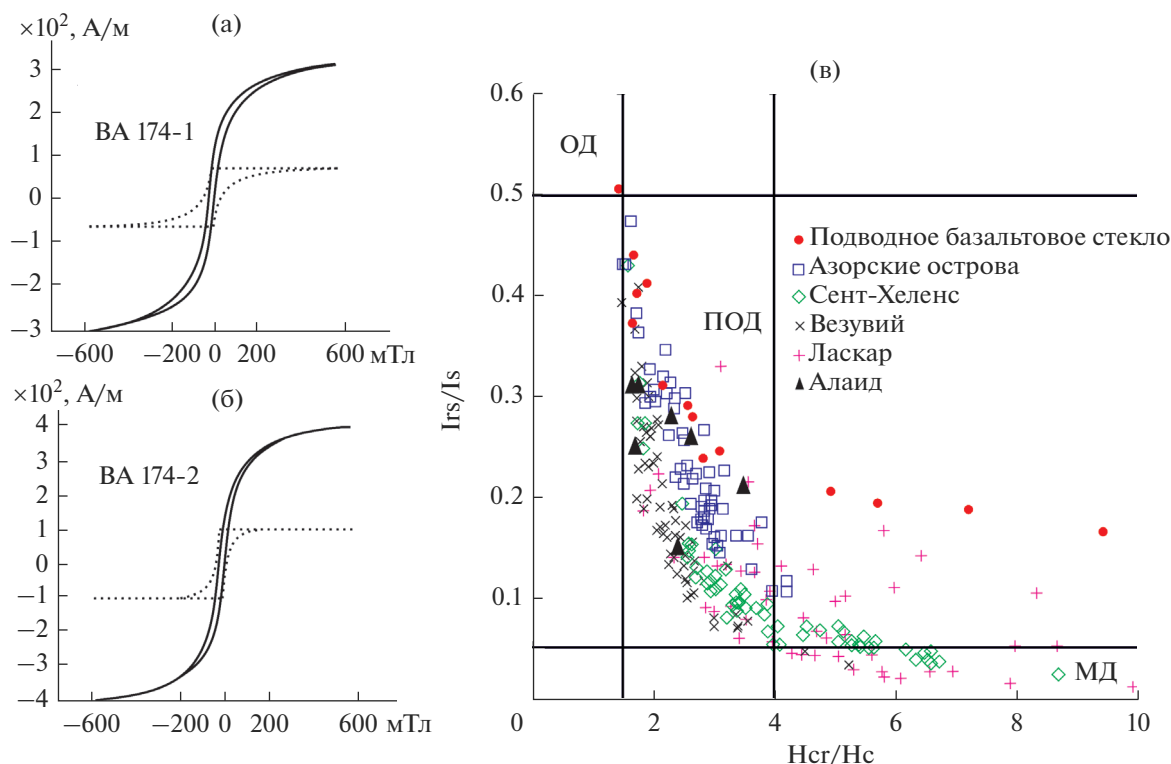 ×10², А/м
(а)
3
2
1
0
−1
−2
−3
ВА 174-1
−600
−200
0
200
600 мТл
×10², А/м
(б)
4
3
2
1
0
−1
−2
−3
−4
ВА 174-2
−600
−200
0
200
600 мТл
(в)
0.6
0.5
0.4
0.3
0.2
0.1
Irs/Is
ОД
ПОД
МД
Подводное базальтовое стекло
Азорские острова
Сент-Хеленс
Везувий
Ласкар
Алаид
0
2
4
6
8
10
Hcr/Hc